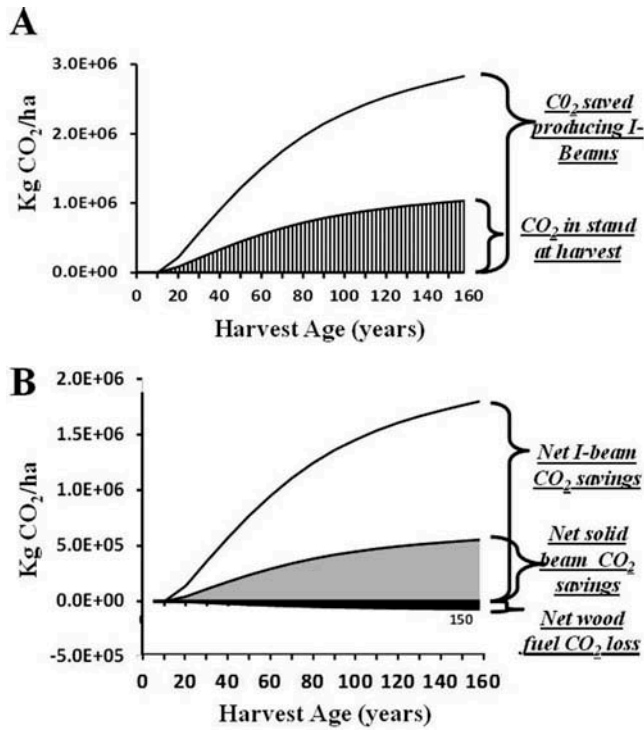 A
3.0E+06
2.0E+06
1.0E+06
0.0E+00
Kg CO₂/ha
0 20 40 60 80 100 120 140 160
Harvest Age (years)
C0₂ saved
producing I-
Beams
CO₂ in stand
at harvest
B
2.0E+06
1.5E+06
1.0E+06
5.0E+05
0.0E+00
-5.0E+05
Kg CO₂/ha
150
0 20 40 60 80 100 120 140 160
Harvest Age (years)
Net I-beam
CO₂ savings
Net solid
beam CO₂
savings
Net wood
.fuel CO₂ loss